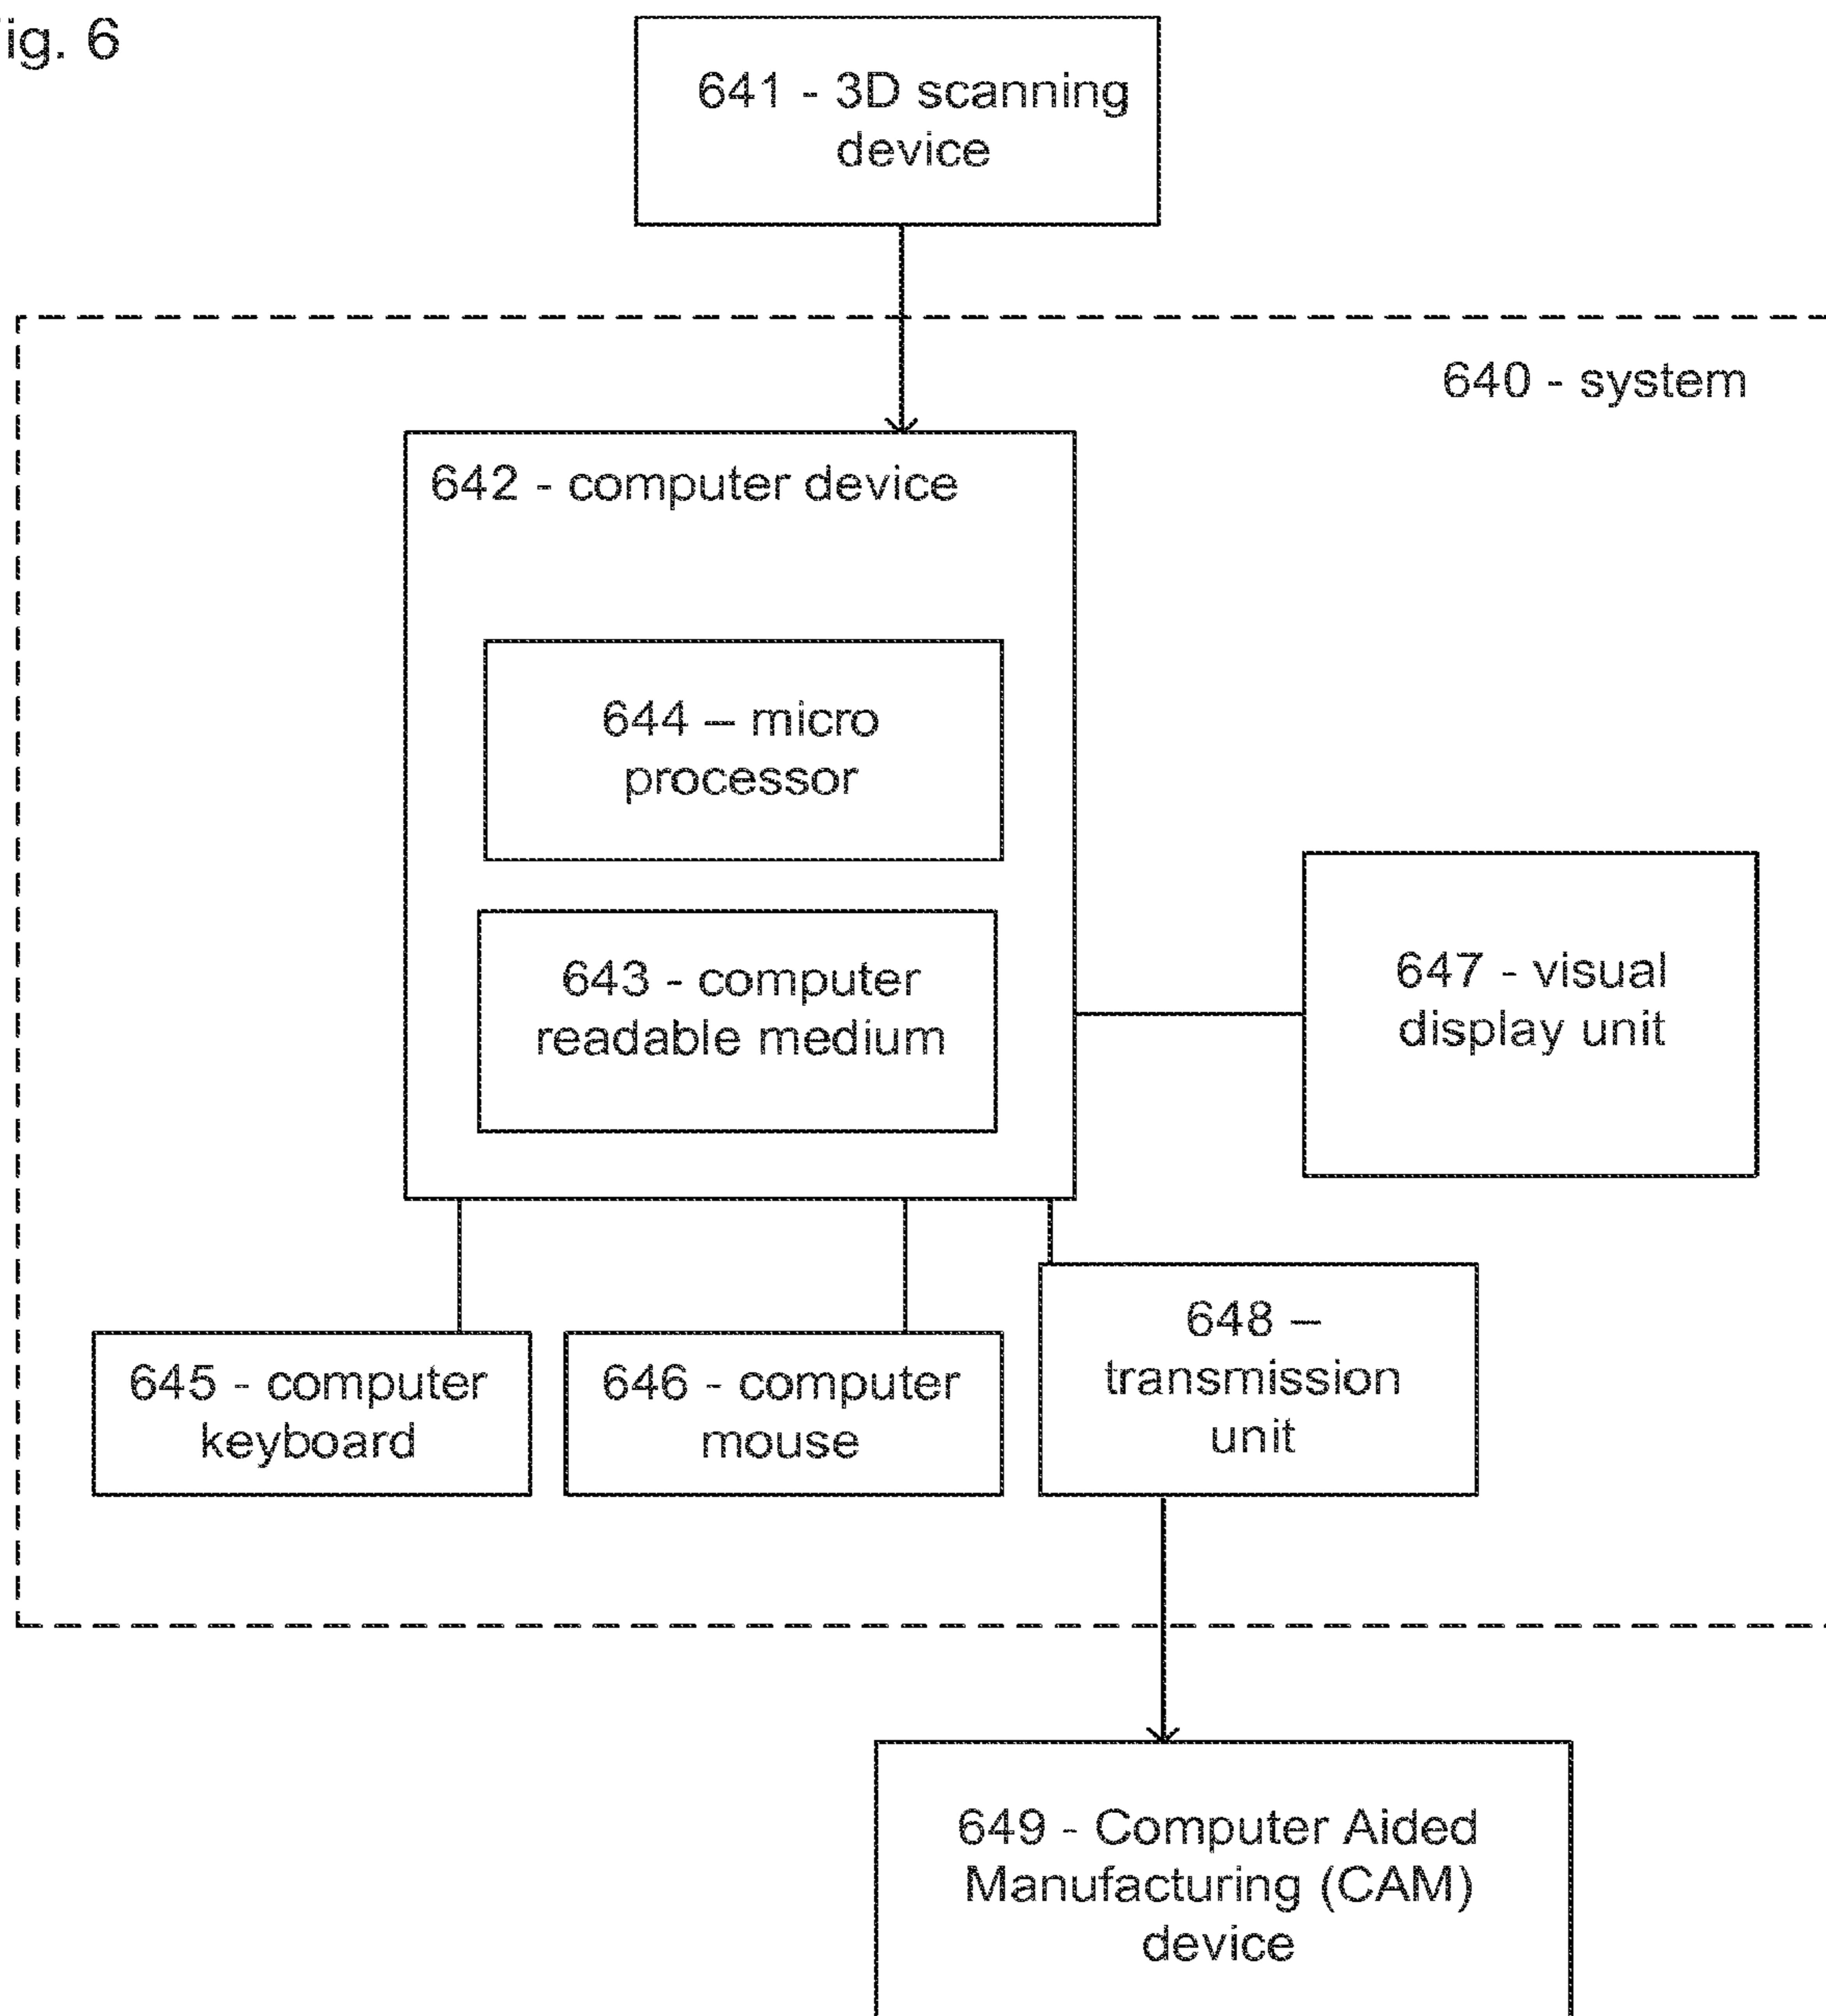 ig. 6
641 - 3D scanning
device
640 - system
642 - computer device
644 – micro
processor
643 - computer
readable medium
647 - visual
display unit
648 –
transmission
unit
645 - computer
keyboard
646 - computer
mouse
649 - Computer Aided
Manufacturing (CAM)
device